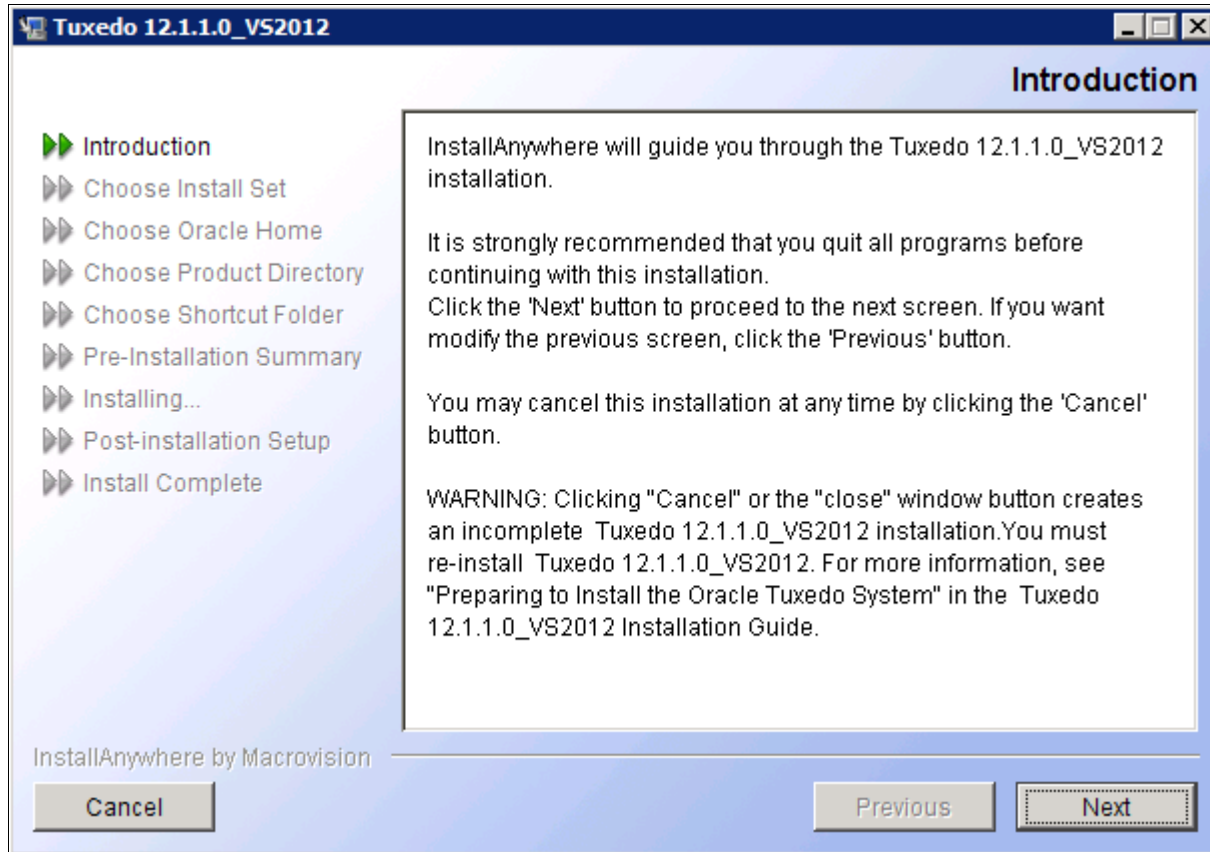 Tuxedo 12.1.1.0_VS2012
Introduction
Introduction
Choose Install Set
Choose Oracle Home
Choose Product Directory
Choose Shortcut Folder
Pre-Installation Summary
Installing...
Post-installation Setup
Install Complete
InstallAnywhere will guide you through the Tuxedo 12.1.1.0_VS2012
installation.
It is strongly recommended that you quit all programs before
continuing with this installation.
Click the 'Next' button to proceed to the next screen. If you want
modify the previous screen, click the 'Previous' button.
You may cancel this installation at any time by clicking the 'Cancel'
button.
WARNING: Clicking "Cancel" or the "close" window button creates
an incomplete  Tuxedo 12.1.1.0_VS2012 installation.You must
re-install  Tuxedo 12.1.1.0_VS2012. For more information, see
"Preparing to Install the Oracle Tuxedo System" in the  Tuxedo
12.1.1.0_VS2012 Installation Guide.
InstallAnywhere by Macrovision
Cancel
Previous
Next